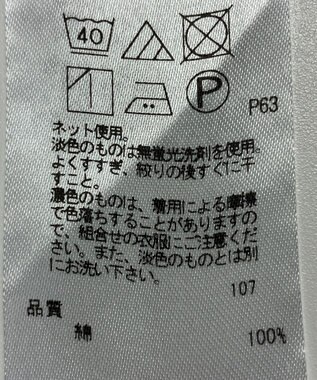 40
P
P63
ネット使用。
淡色のものは無蛍光洗剤を使用。
よくすすぎ、絞りの後すぐに干
すこと。
濃色のものは、着用による摩擦
で色落ちすることがありますの
で、組合せの衣服にご注意くだ
さい。また、淡色のものとは別
にお洗い下さい。
107
品質
綿 100%